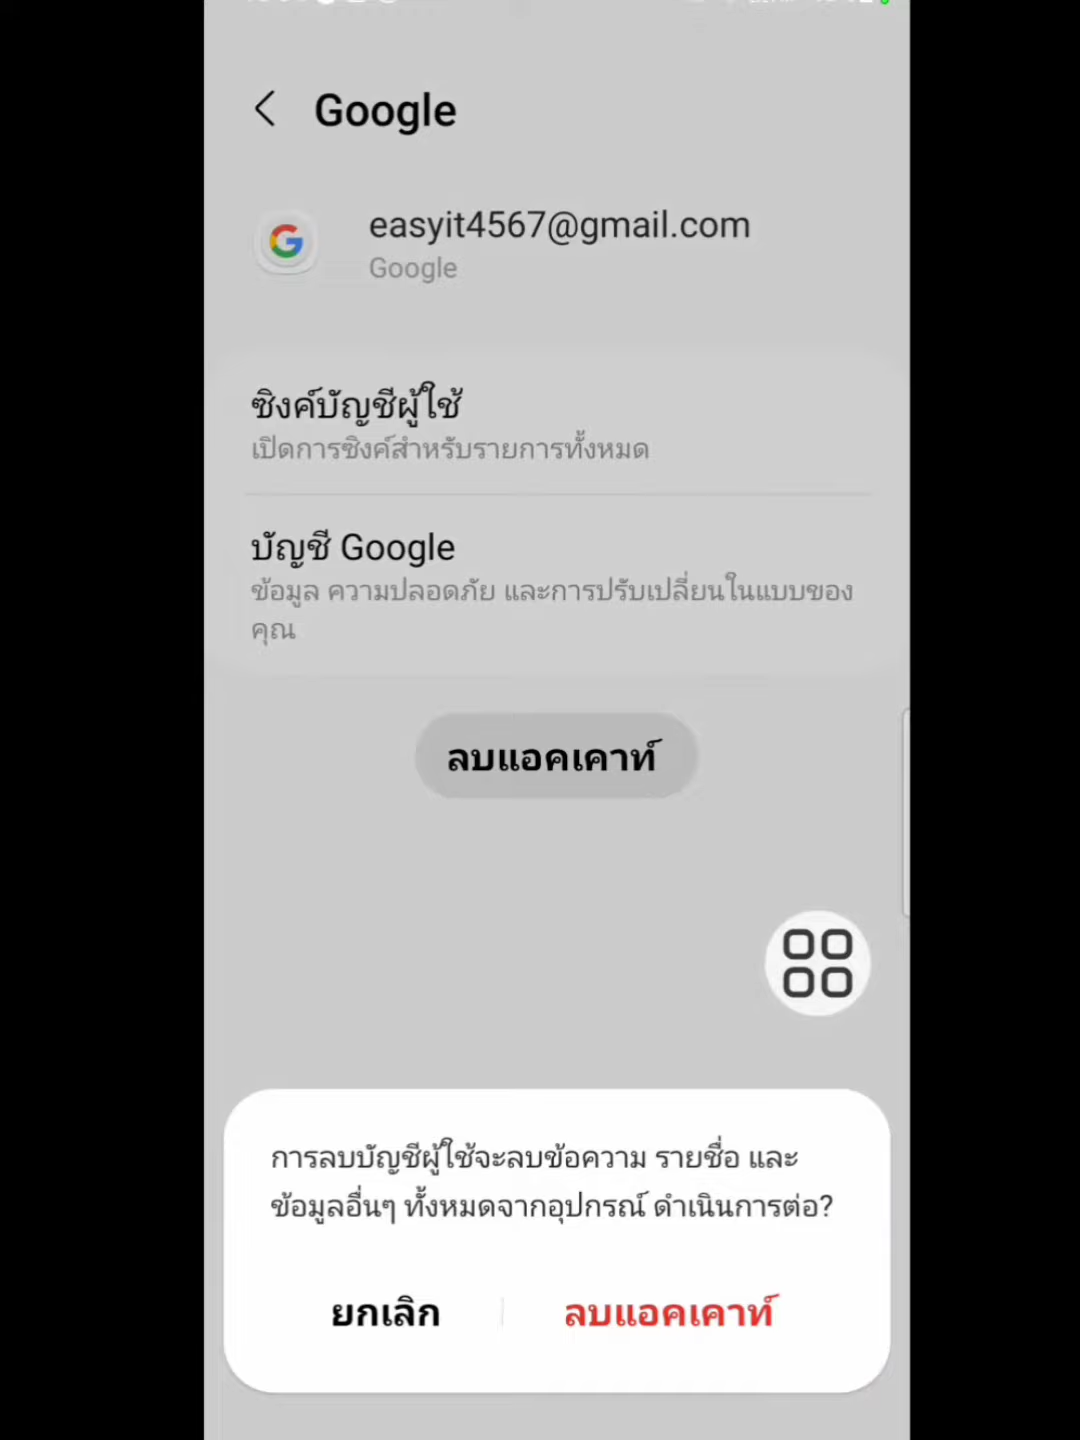 Google
easyit4567@gmail.com
Google
ซิงค์บัญชีผู้ใช้
เปิดการซิงค์สำหรับรายการทั้งหมด
บัญชี Google
ข้อมูล ความปลอดภัย และการปรับเปลี่ยนในแบบของ
คุณ
ลบแอคเคาท์
การลบบัญชีผู้ใช้จะลบข้อความ รายชื่อ และ
ข้อมูลอื่นๆ ทั้งหมดจากอุปกรณ์ ดำเนินการต่อ?
ยกเลิก
ลบแอคเคาท์